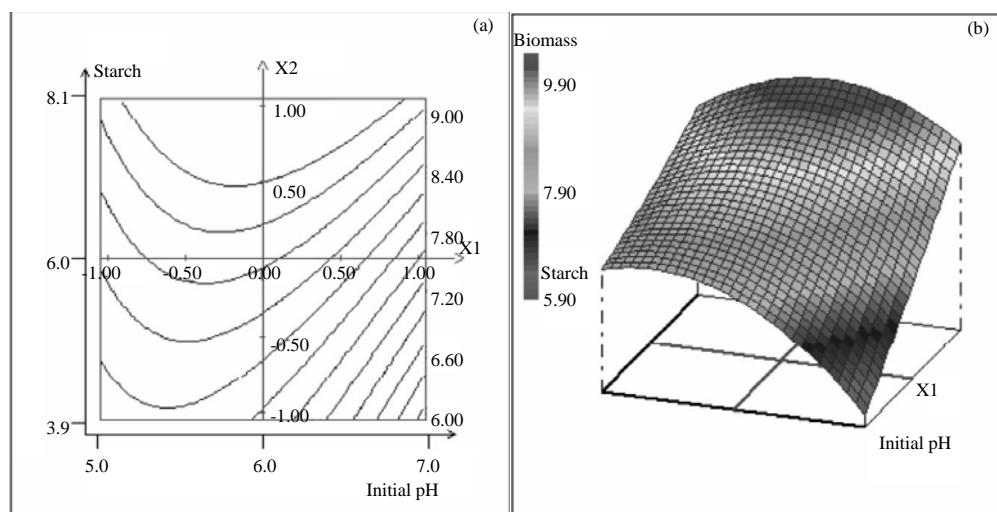 (a)
Starch
X2
8.1
1.00
9.00
0.50
8.40
7.80
X1
6.0
-1.00
-0.50
0.00
0.50
1.00
7.20
-0.50
6.60
-1.00
6.00
3.9
5.0
6.0
7.0
Initial pH
(b)
Biomass
9.90
7.90
Starch
5.90
X1
Initial pH